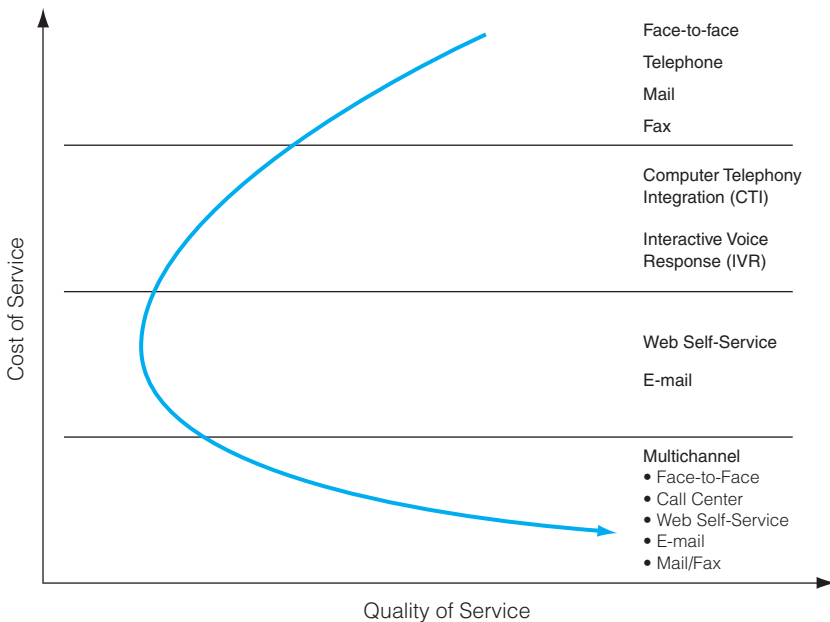 Face-to-face
Telephone
Mail
Fax
Computer Telephony
Integration (CTI)
Interactive Voice
Response (IVR)
Web Self-Service
E-mail
Multichannel
• Face-to-Face
• Call Center
• Web Self-Service
• E-mail
• Mail/Fax
Cost of Service
Quality of Service